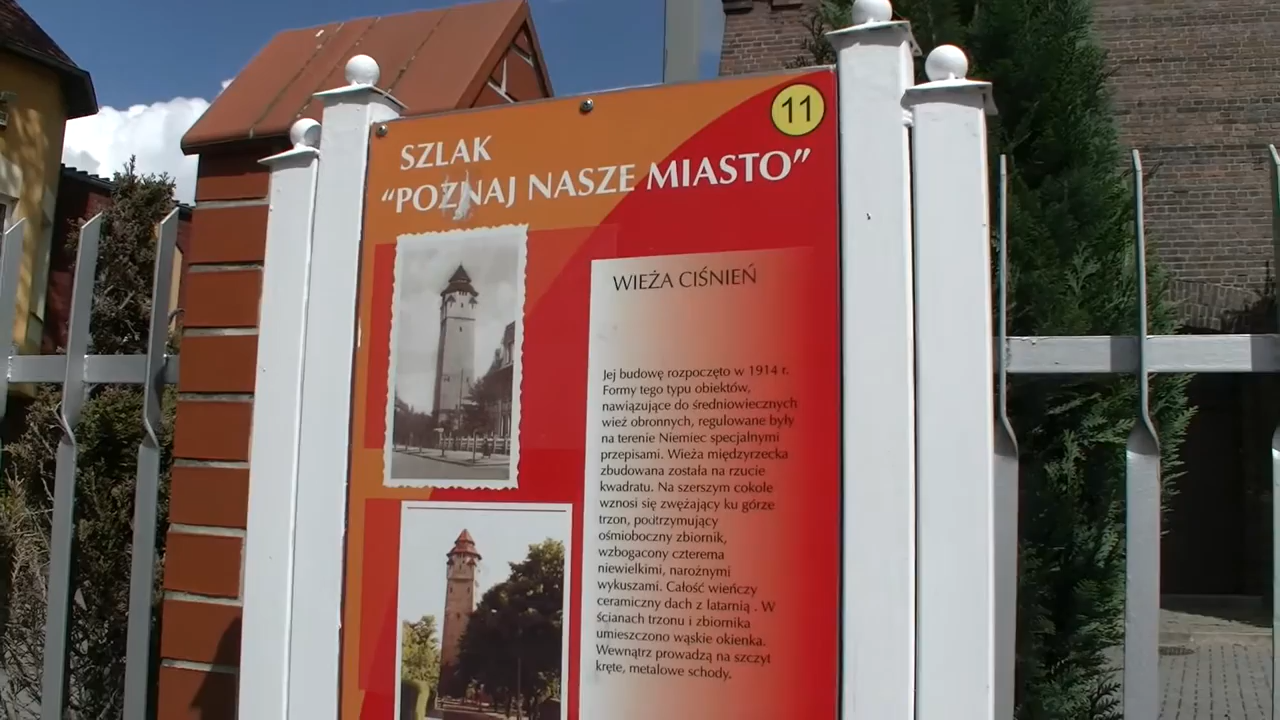 11
SZLAK
“POZNAJ NASZE MIASTO”
WIEŻA CIŚNIEŃ
Jej budowę rozpoczęto w 1914 r.
Formy tego typu obiektów,
nawiązujące do średniowiecznych
wież obronnych, regulowane były
na terenie Niemiec specjalnymi
przepisami. Wieża międzyrzecka
zbudowana została na rzucie
kwadratu. Na szerszym cokole
wznosi się zwężający ku górze
trzon, podtrzymujący
ośmioboczny zbiornik,
wzbogacony czterema
niewielkimi, narożnymi
wykuszami. Całość wieńczy
ceramiczny dach z latarnią . W
ścianach trzonu i zbiornika
umieszczono wąskie okienka.
Wewnątrz prowadzą na szczyt
kręte, metalowe schody.